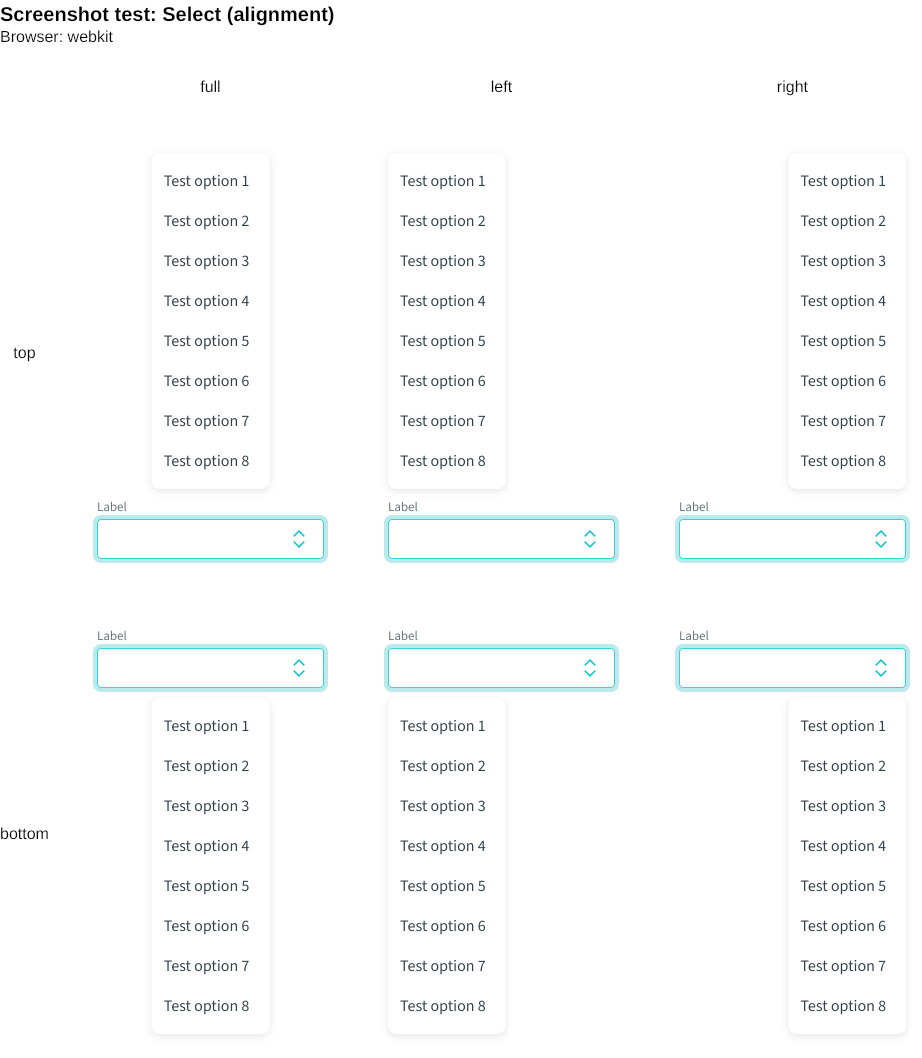 Screenshot test: Select (alignment)
Browser: webkit
full left right
Test option 1 Test option 1 Test option 1
Test option 2 Test option 2 Test option 2
Test option 3 Test option 3 Test option 3
Test option 4 Test option 4 Test option 4
Test option 5 Test option 5 Test option 5
top
Test option 6 Test option 6 Test option 6
Test option 7 Test option 7 Test option 7
Test option 8 Test option 8 Test option 8
Label Label Label
Label Label Label
Test option 1 Test option 1 Test option 1
Test option 2 Test option 2 Test option 2
Test option 3 Test option 3 Test option 3
bottom
Test option 4 Test option 4 Test option 4
Test option 5 Test option 5 Test option 5
Test option 6 Test option 6 Test option 6
Test option 7 Test option 7 Test option 7
Test option 8 Test option 8 Test option 8